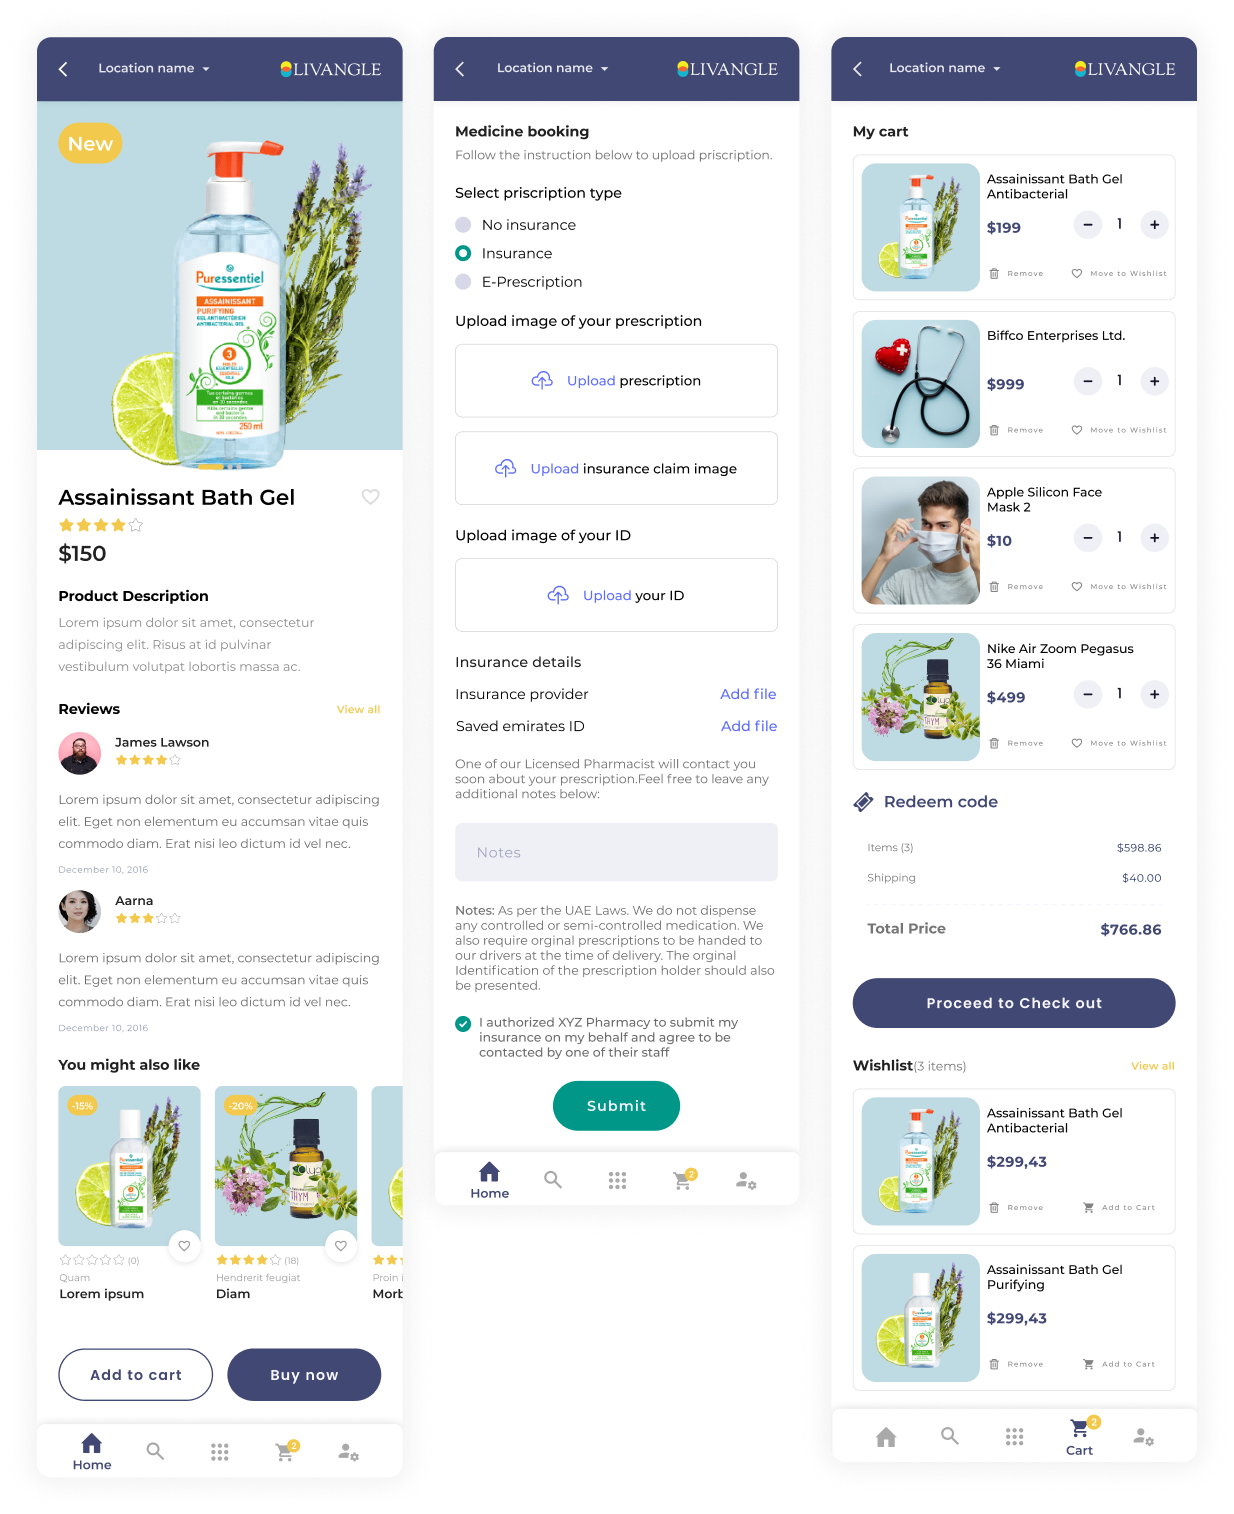 Location name
LIVANGLE
New
Puressentiel
ASSAINISSANT
PURIFYING
GEL ANTIBACTÉRIEN
ANTIBACTERIAL GEL
3
250 ml
Assainissant Bath Gel
$150
Product Description
Lorem ipsum dolor sit amet, consectetur
adipiscing elit. Risus at id pulvinar
vestibulum volutpat lobortis massa ac.
Reviews
View all
James Lawson
Lorem ipsum dolor sit amet, consectetur adipiscing
elit. Eget non elementum eu accumsan vitae quis
commodo diam. Erat nisi leo dictum id vel nec.
December 10, 2016
Aarna
Lorem ipsum dolor sit amet, consectetur adipiscing
elit. Eget non elementum eu accumsan vitae quis
commodo diam. Erat nisi leo dictum id vel nec.
December 10, 2016
You might also like
-15%
-20%
(0)
(18)
Quam
Hendrerit feugiat
Proin i
Lorem ipsum
Diam
Morb
Add to cart
Buy now
2
Home
Location name
LIVANGLE
Medicine booking
Follow the instruction below to upload priscription.
Select priscription type
No insurance
Insurance
E-Prescription
Upload image of your prescription
Upload prescription
Upload insurance claim image
Upload image of your ID
Upload your ID
Insurance details
Insurance provider
Add file
Saved emirates ID
Add file
One of our Licensed Pharmacist will contact you
soon about your prescription.Feel free to leave any
additional notes below:
Notes
Notes: As per the UAE Laws. We do not dispense
any controlled or semi-controlled medication. We
also require orginal prescriptions to be handed to
our drivers at the time of delivery. The orginal
Identification of the prescription holder should also
be presented.
I authorized XYZ Pharmacy to submit my
insurance on my behalf and agree to be
contacted by one of their staff
Submit
2
Home
Location name
LIVANGLE
My cart
Assainissant Bath Gel
Antibacterial
$199
1
Remove
Move to Wishlist
Biffco Enterprises Ltd.
$999
1
Remove
Move to Wishlist
Apple Silicon Face
Mask 2
$10
1
Remove
Move to Wishlist
Nike Air Zoom Pegasus
36 Miami
$499
1
Remove
Move to Wishlist
Redeem code
Items (3)
$598.86
Shipping
$40.00
Total Price
$766.86
Proceed to Check out
Wishlist(3 items)
View all
Assainissant Bath Gel
Antibacterial
$299,43
Remove
Add to Cart
Assainissant Bath Gel
Purifying
$299,43
Remove
Add to Cart
2
Cart